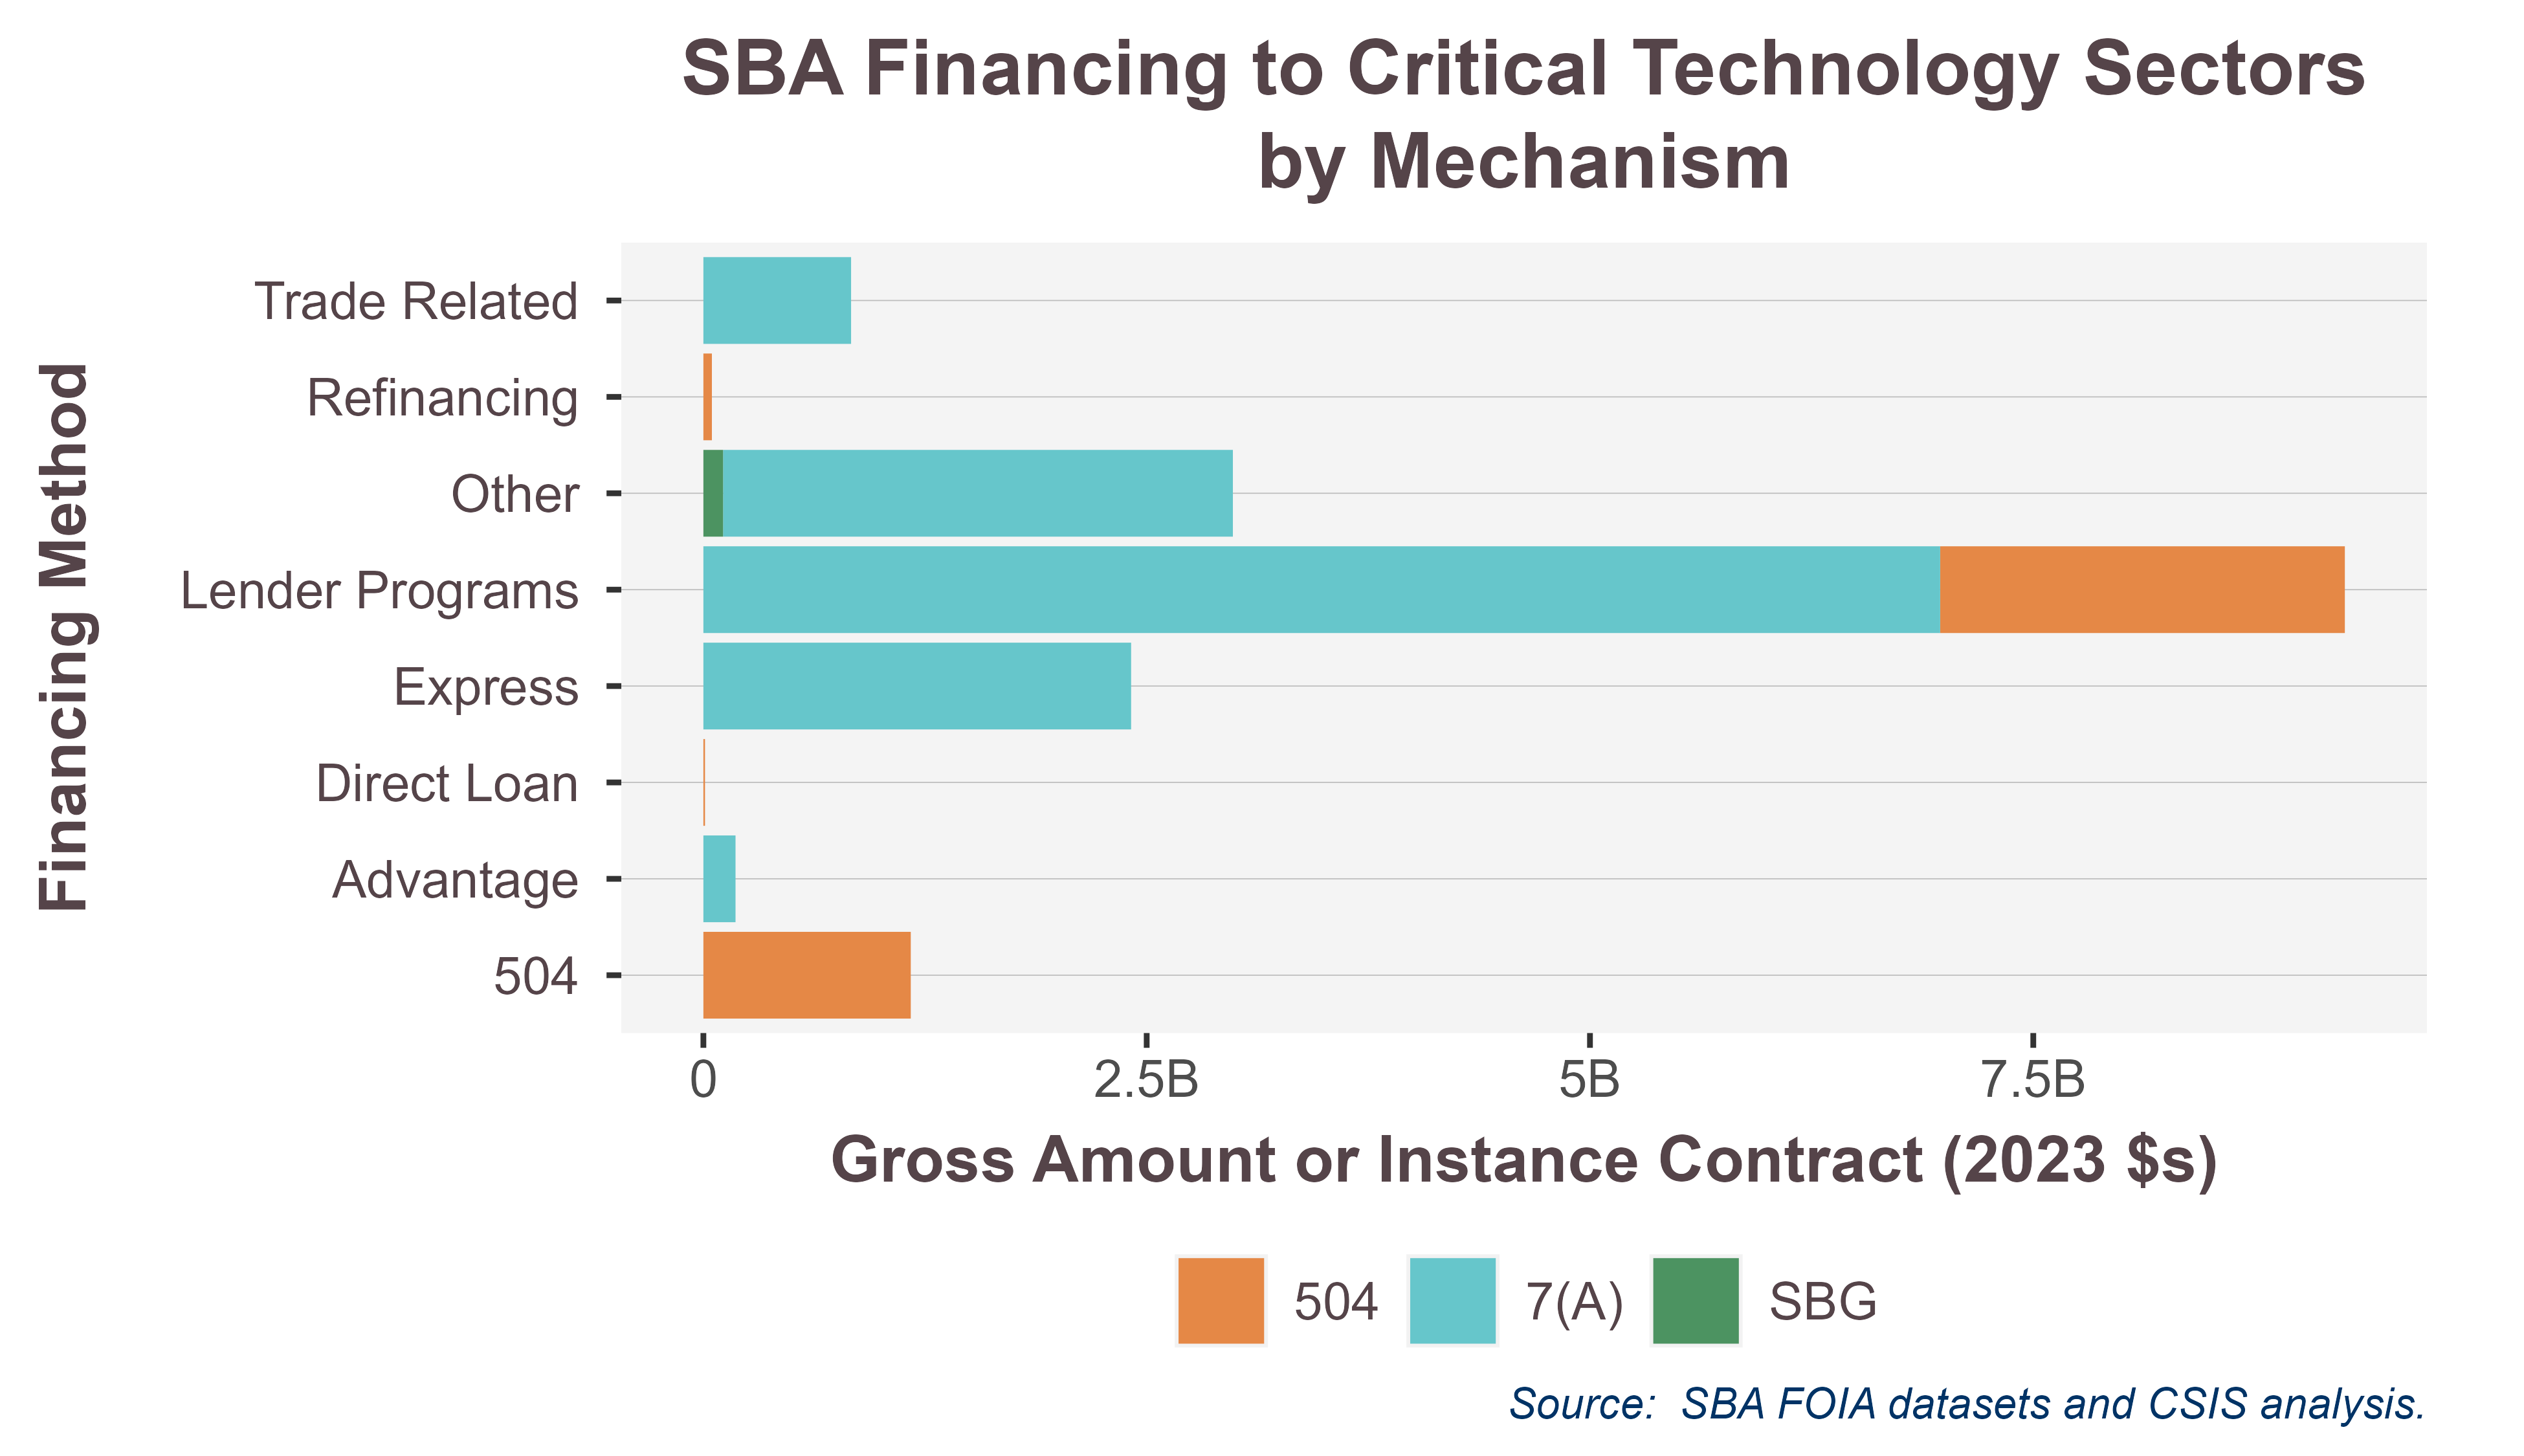 SBA Financing to Critical Technology Sectors
by Mechanism
Financing Method
Trade Related
Refinancing
Other
Lender Programs
Express
Direct Loan
Advantage
504
0
2.5B
5B
7.5B
Gross Amount or Instance Contract (2023 $s)
504
7(A)
SBG
Source:  SBA FOIA datasets and CSIS analysis.